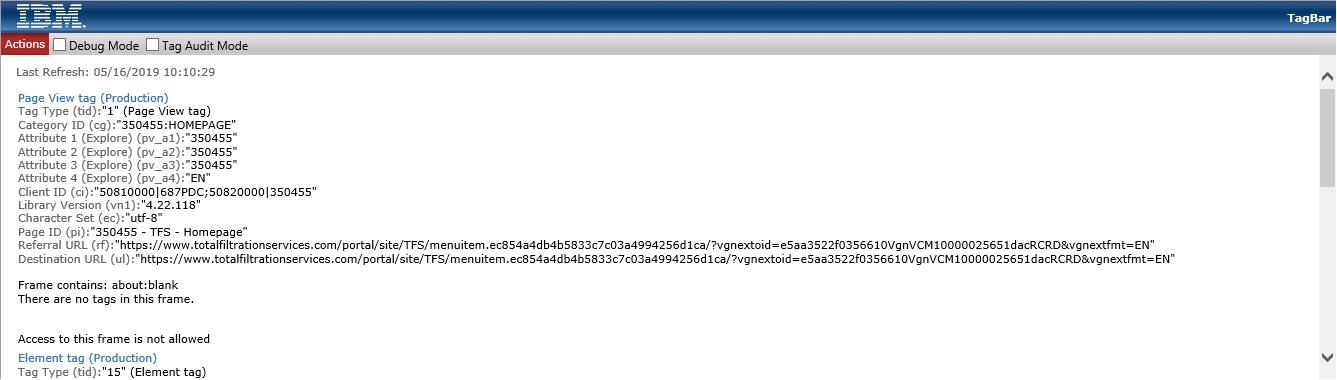 IBM.
TagBar
Actions Debug Mode Tag Audit Mode
Last Refresh: 05/16/2019 10:10:29
Page View tag (Production)
Tag Type (tid):"1" (Page View tag)
Category ID (cg):"350455:HOMEPAGE"
Attribute 1 (Explore) (pv_a1):"350455"
Attribute 2 (Explore) (pv_a2):"350455"
Attribute 3 (Explore) (pv_a3):"350455"
Attribute 4 (Explore) (pv_a4):"EN"
Client ID (ci):"50810000|687PDC;50820000|350455"
Library Version (vn1):"4.22.118"
Character Set (ec):"utf-8"
Page ID (pi):"350455 - TFS - Homepage"
Referral URL (rf):"https://www.totalfiltrationservices.com/portal/site/TFS/menuitem.ec854a4db4b5833c7c03a4994256d1ca/?vgnextoid=e5aa3522f0356610VgnVCM10000025651dacRCRD&vgnextfmt=EN"
Destination URL (ul):"https://www.totalfiltrationservices.com/portal/site/TFS/menuitem.ec854a4db4b5833c7c03a4994256d1ca/?vgnextoid=e5aa3522f0356610VgnVCM10000025651dacRCRD&vgnextfmt=EN"
Frame contains: about:blank
There are no tags in this frame.
Access to this frame is not allowed
Element tag (Production)
Tag Type (tid):"15" (Element tag)